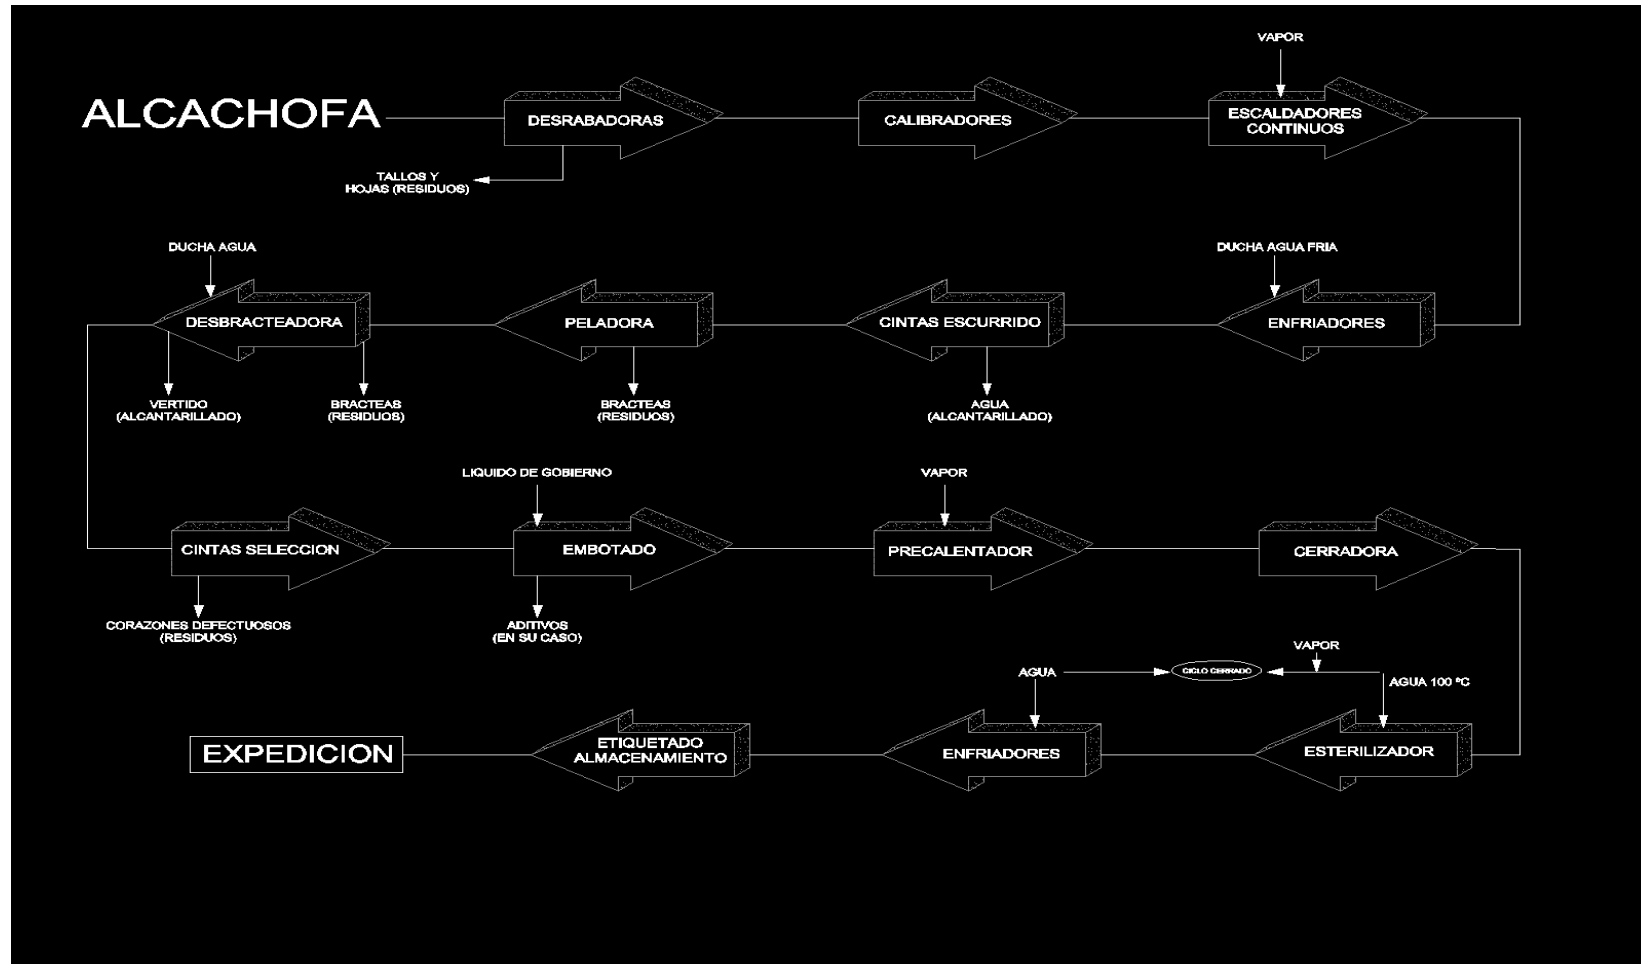 VAPOR
ALCACHOFA
DESRABADORAS
CALIBRADORES
ESCALDADORES
CONTINUOS
TALLOS Y
HOJAS (RESIDUOS)
DUCHA AGUA
DUCHA AGUA FRIA
DESBRACTEADORA
PELADORA
CINTAS ESCURRIDO
ENFRIADORES
VERTIDO
(ALCANTARILLADO)
BRACTEAS
(RESIDUOS)
BRACTEAS
(RESIDUOS)
AGUA
(ALCANTARILLADO)
LIQUIDO DE GOBIERNO
VAPOR
CINTAS SELECCION
EMBOTADO
PRECALENTADOR
CERRADORA
CORAZONES DEFECTUOSOS
(RESIDUOS)
ADITIVOS
(EN SU CASO)
VAPOR
AGUA
CICLO CERRADO
AGUA 100 ºC
EXPEDICION
ETIQUETADO
ALMACENAMIENTO
ENFRIADORES
ESTERILIZADOR